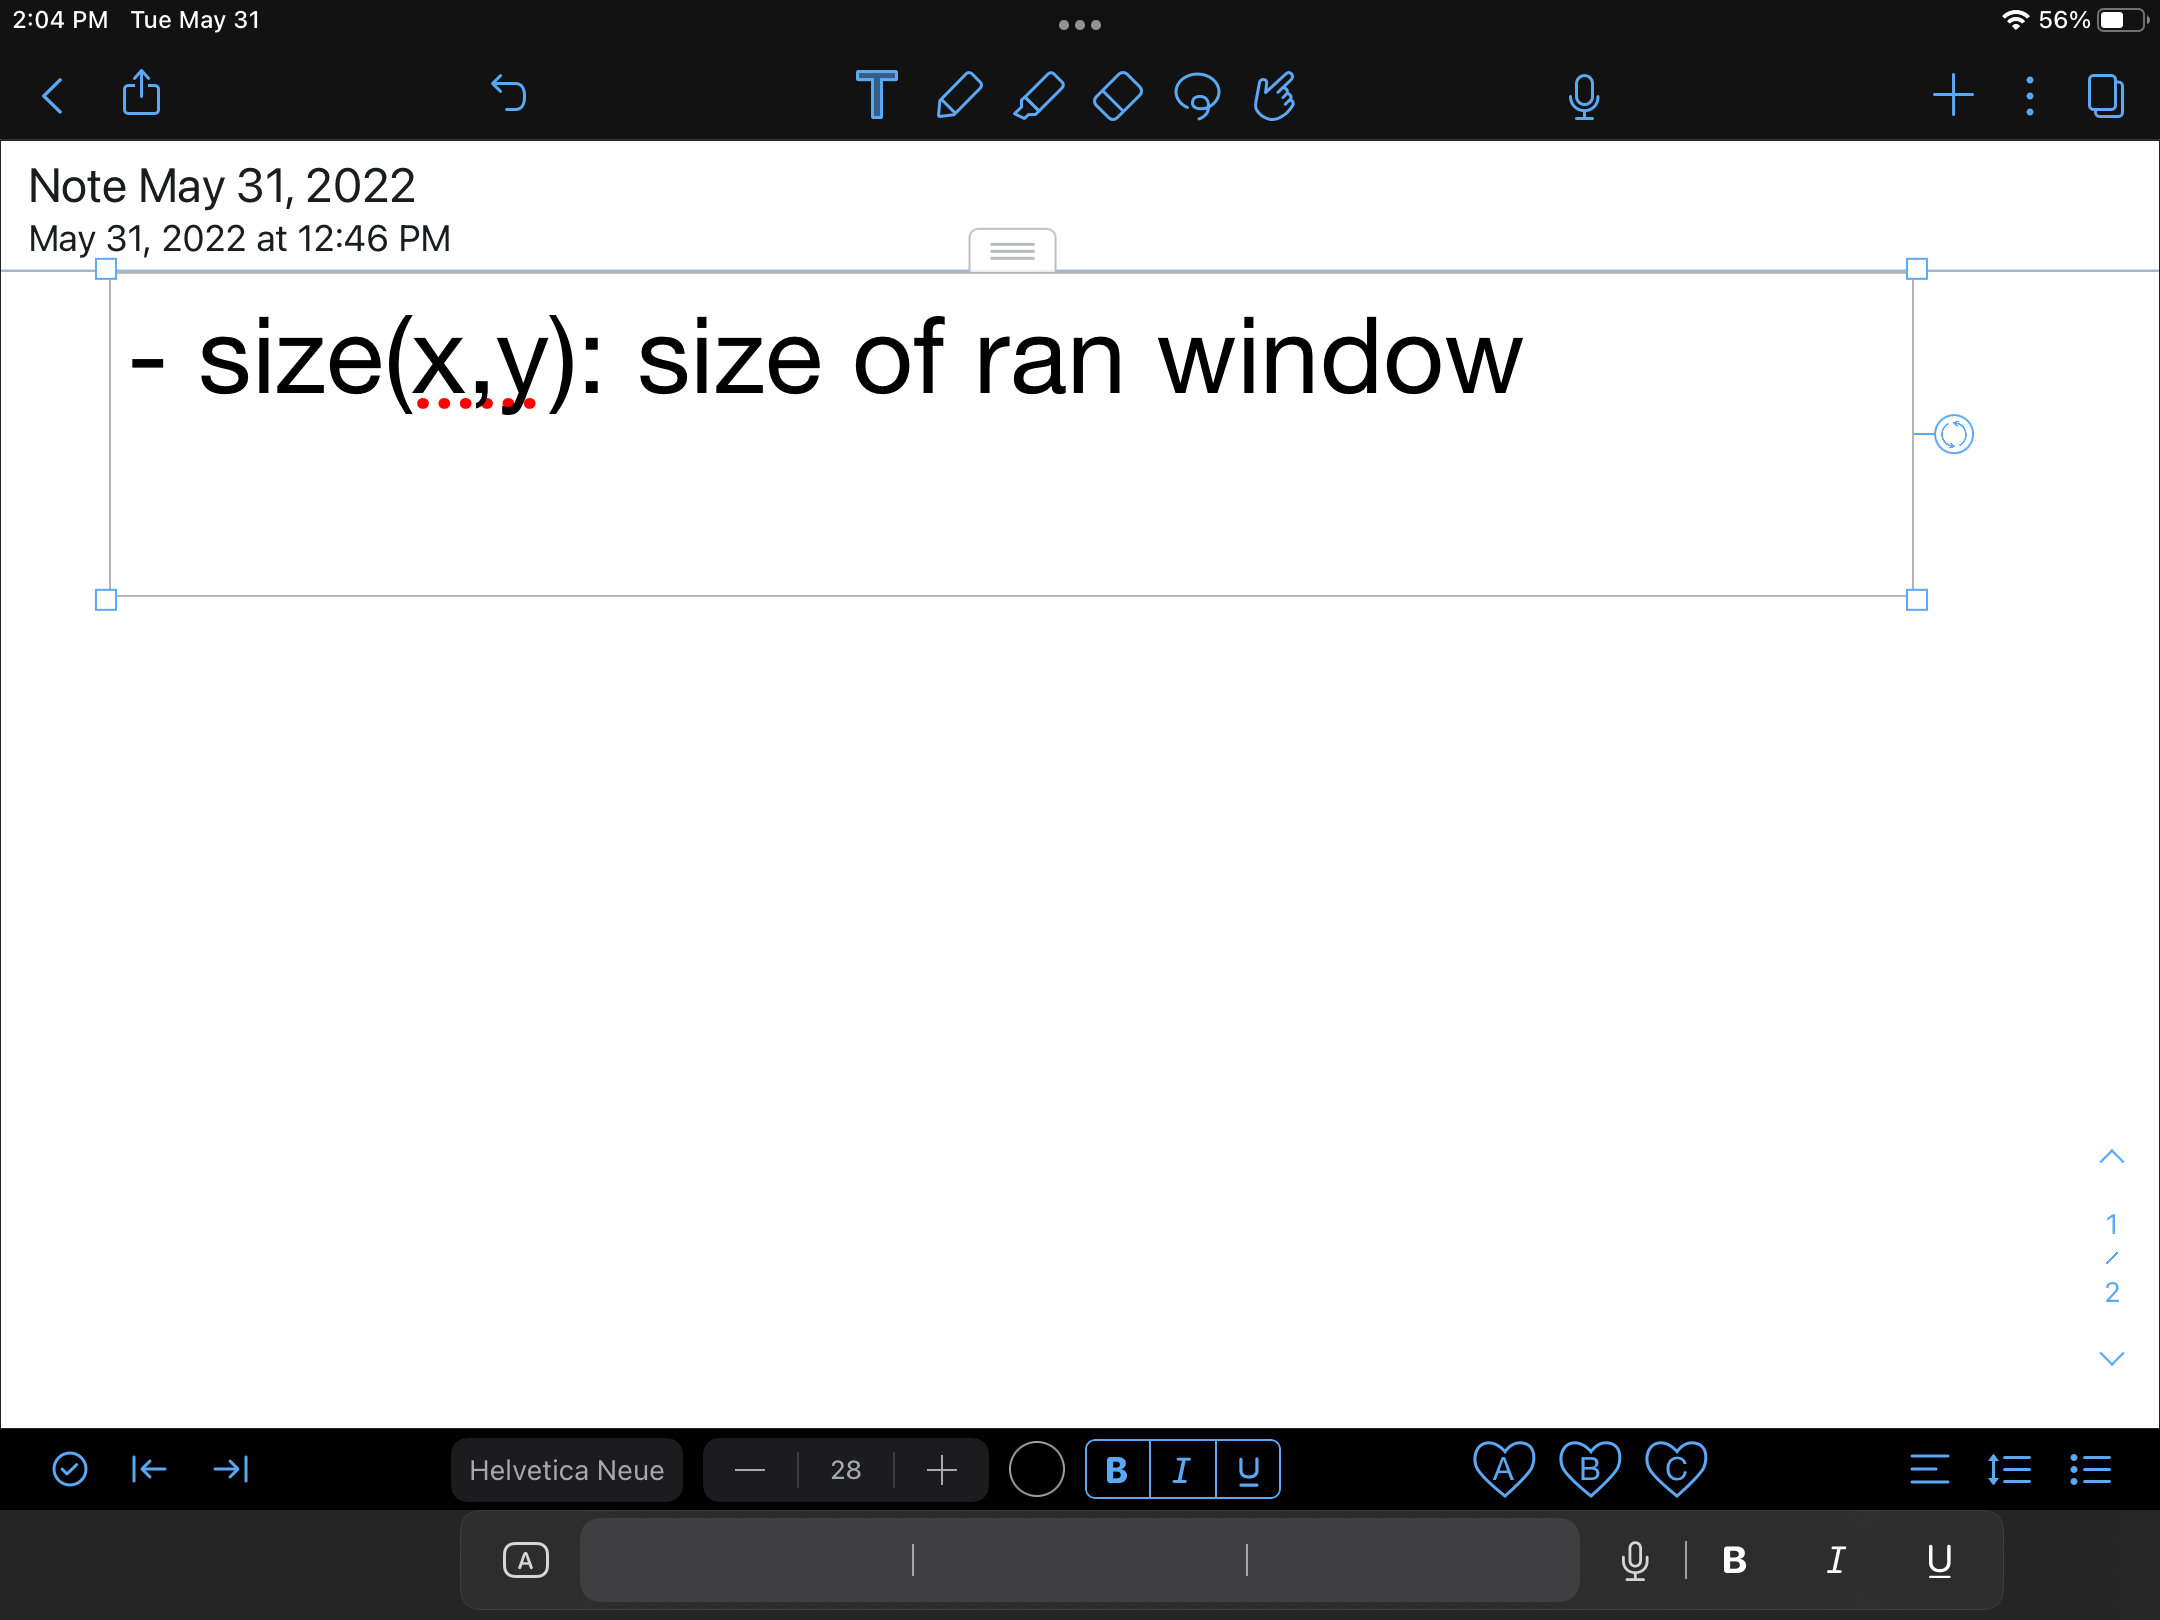 2:04 PM Tue May 31
56%
T
Note May 31, 2022
May 31, 2022 at 12:46 PM
- size(x,y): size of ran window
1
/
2
Helvetica Neue
28
B I U
A B C
A
B I U